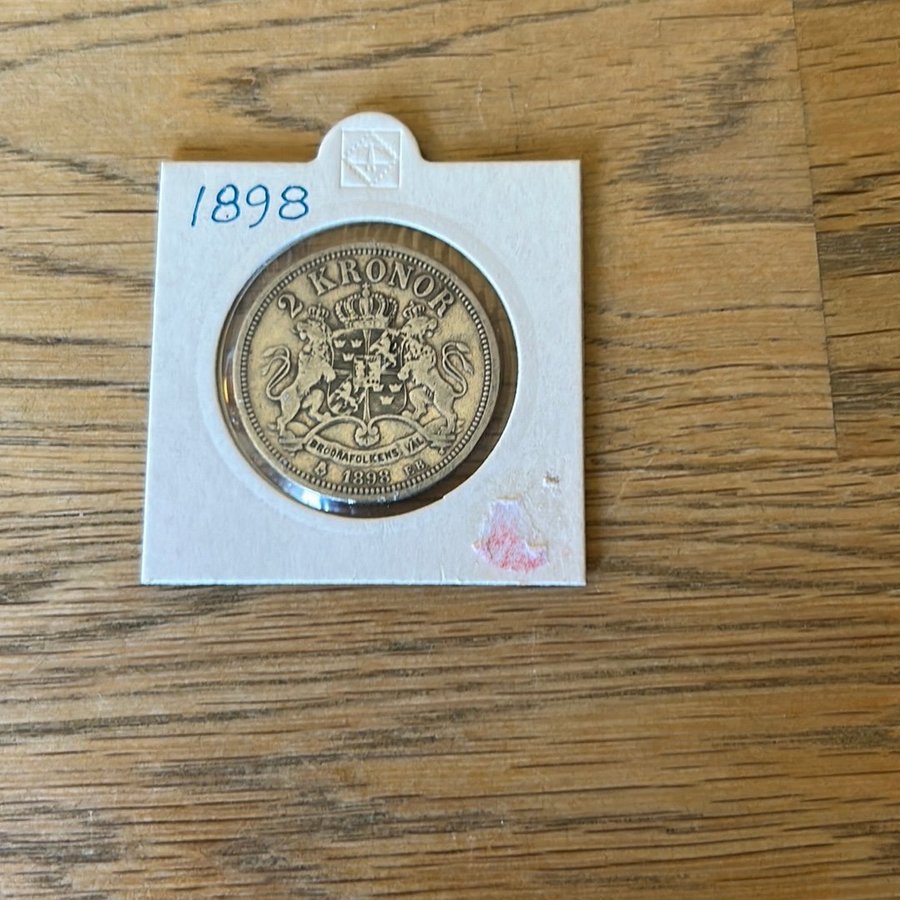 1898
2 KRONOR
BRÖDRAFOLKENS VÄL
1898 E.B.